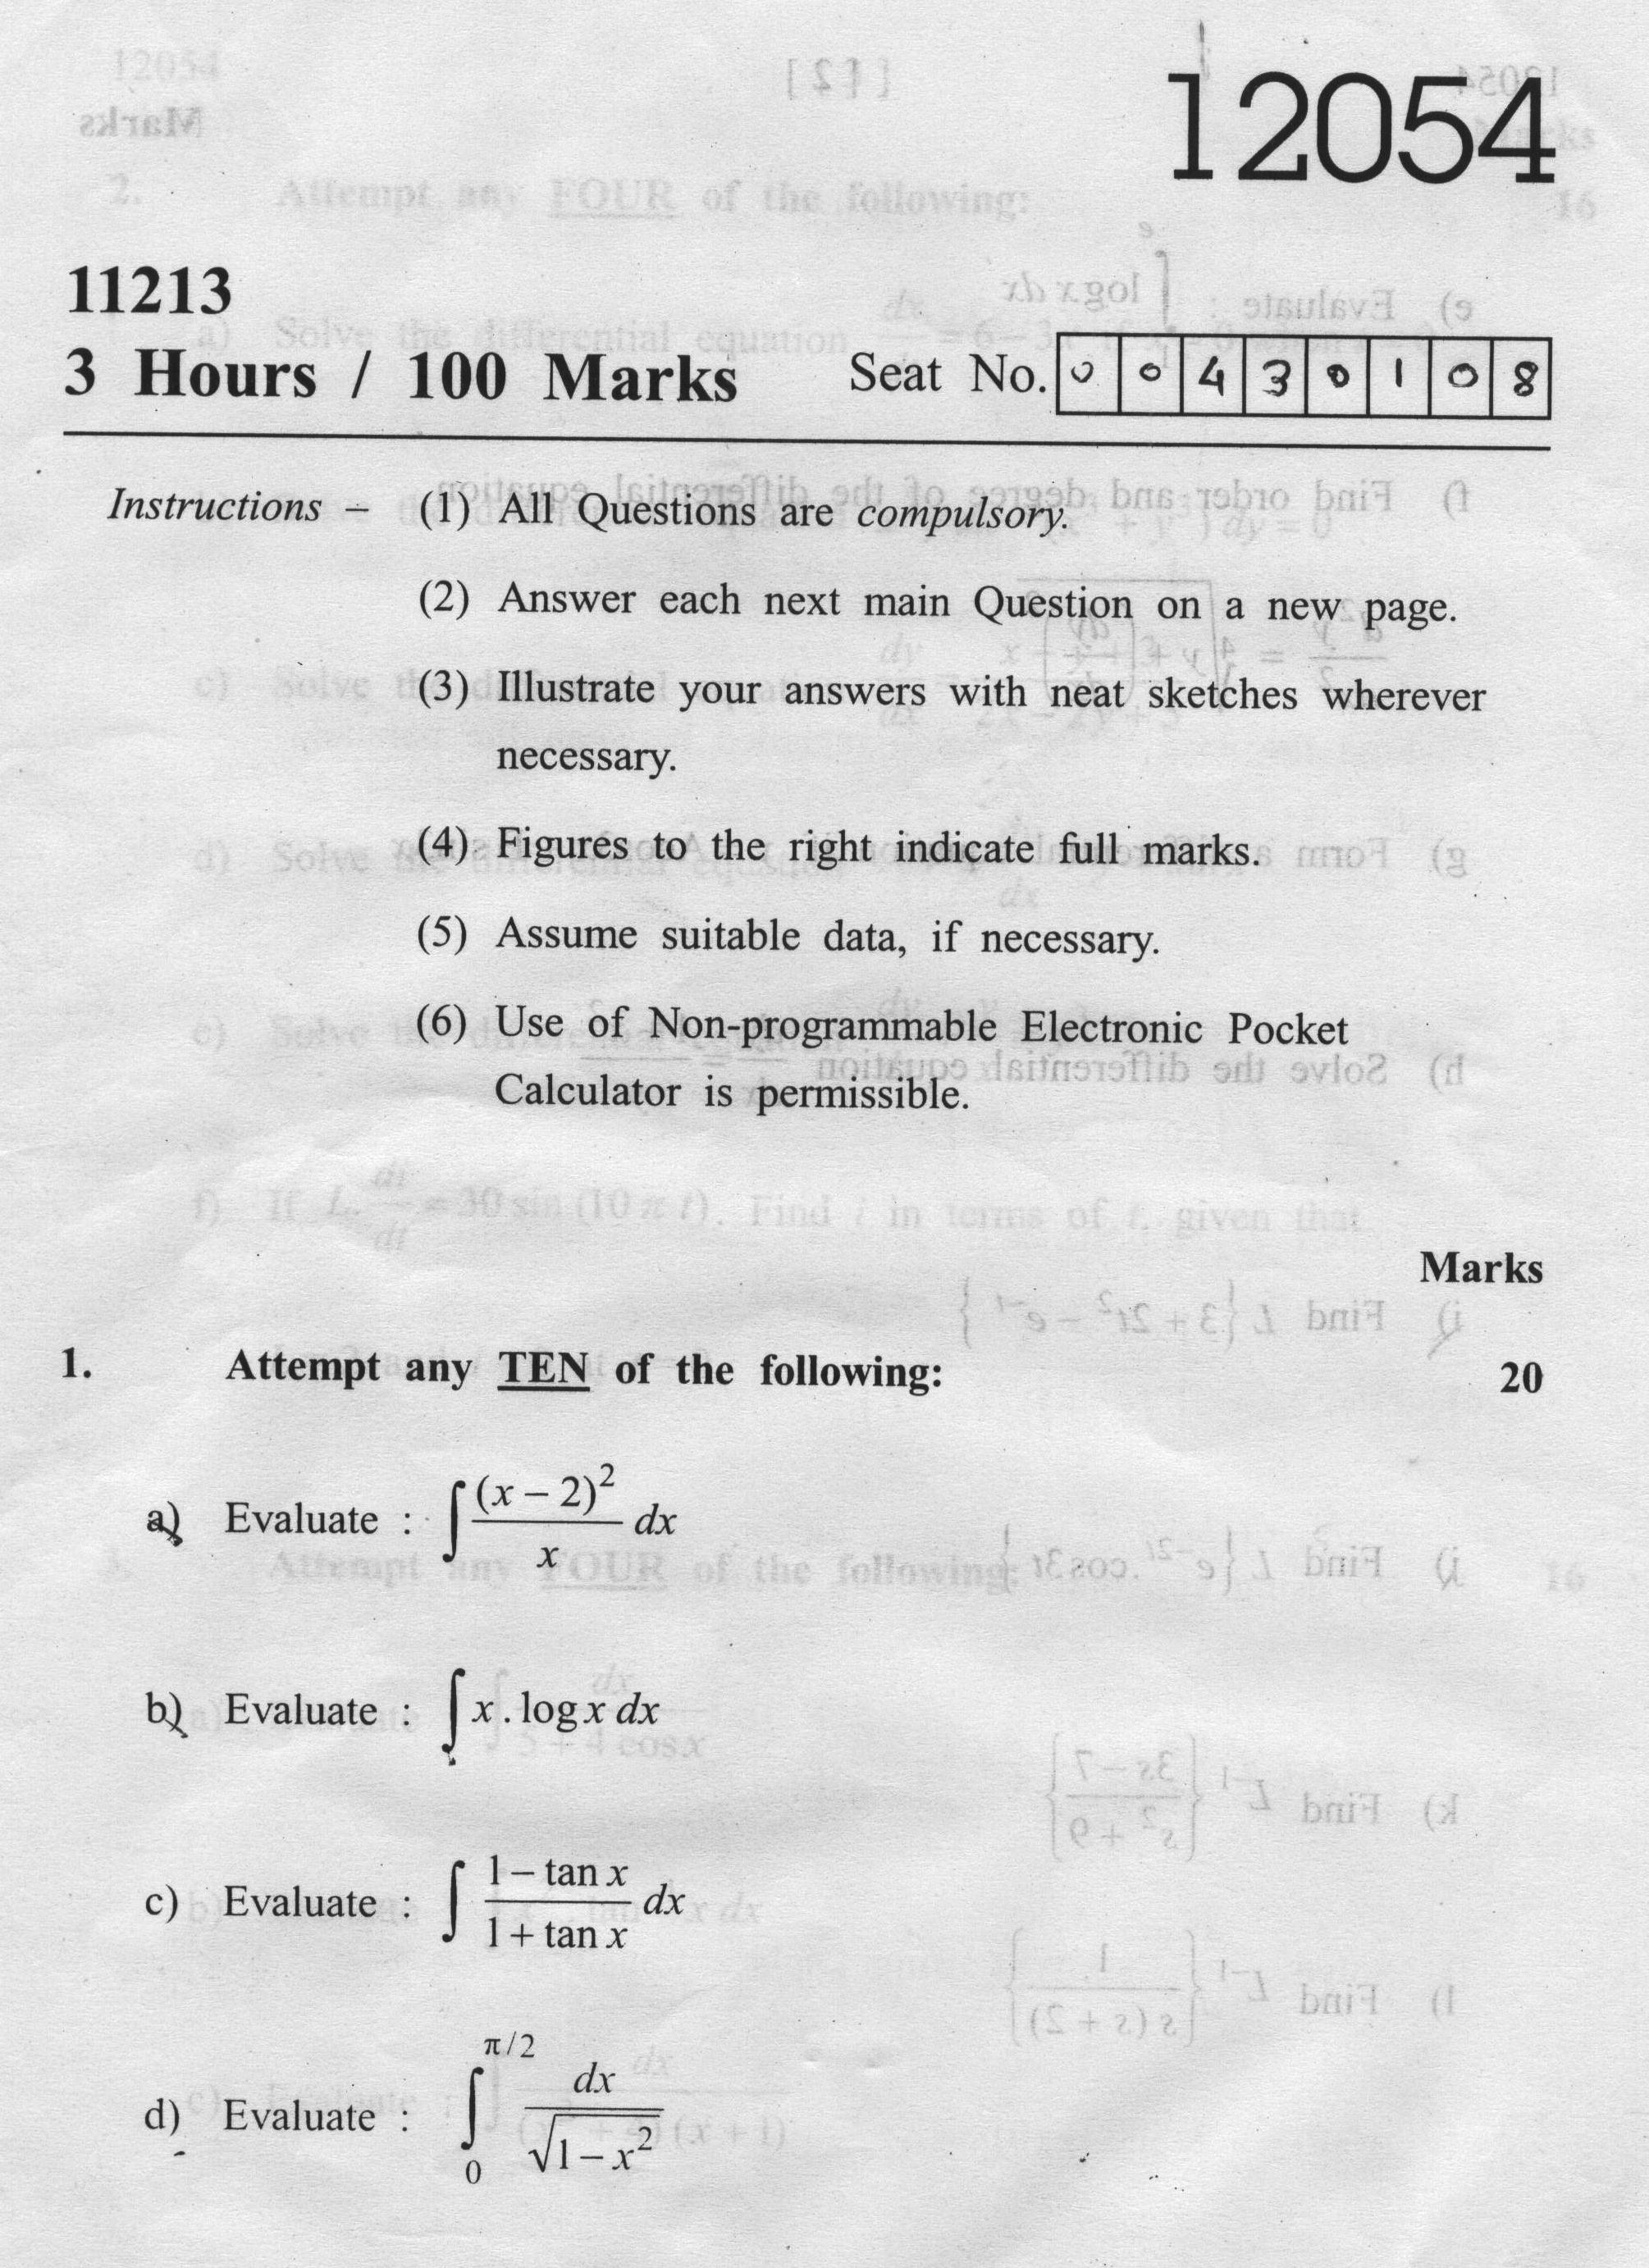 12054
11213
3 Hours / 100 Marks Seat No. 0 0 4 3 0 1 0 8
Instructions – (1) All Questions are compulsory.
(2) Answer each next main Question on a new page.
(3) Illustrate your answers with neat sketches wherever
necessary.
(4) Figures to the right indicate full marks.
(5) Assume suitable data, if necessary.
(6) Use of Non-programmable Electronic Pocket
Calculator is permissible.
Marks
1. Attempt any TEN of the following: 20
a) Evaluate : ∫ (x – 2)² / x dx
b) Evaluate : ∫ x . log x dx
c) Evaluate : ∫ (1 – tan x) / (1 + tan x) dx
d) Evaluate : ∫₀^(π/2) dx / √(1 – x²)